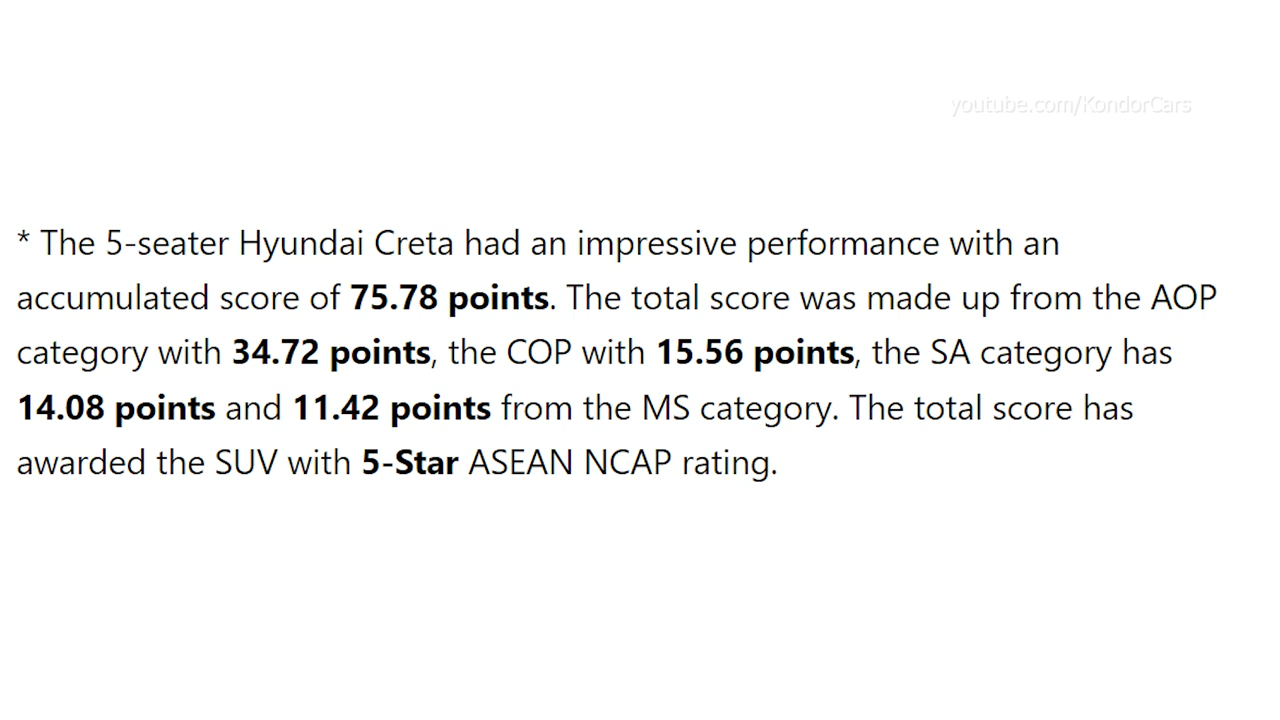 youtube.com/KondorCars
* The 5-seater Hyundai Creta had an impressive performance with an
accumulated score of 75.78 points. The total score was made up from the AOP
category with 34.72 points, the COP with 15.56 points, the SA category has
14.08 points and 11.42 points from the MS category. The total score has
awarded the SUV with 5-Star ASEAN NCAP rating.